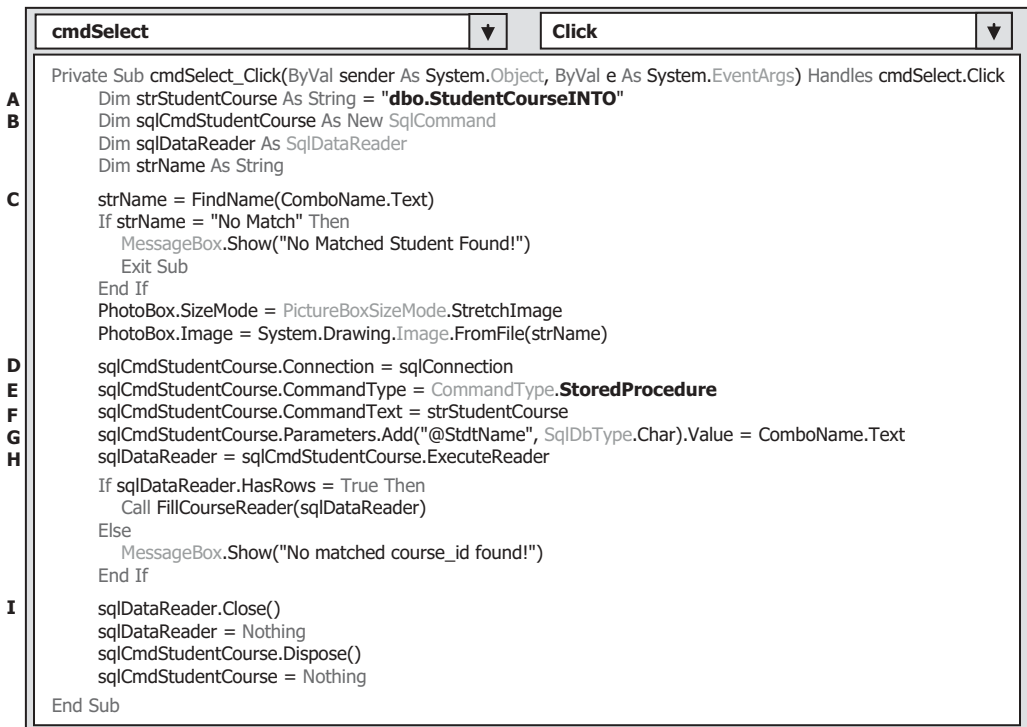 cmdSelect Click
Private Sub cmdSelect_Click(ByVal sender As System.Object, ByVal e As System.EventArgs) Handles cmdSelect.Click
A Dim strStudentCourse As String = "dbo.StudentCourseINTO"
B Dim sqlCmdStudentCourse As New SqlCommand
Dim sqlDataReader As SqlDataReader
Dim strName As String
C strName = FindName(ComboName.Text)
If strName = "No Match" Then
MessageBox.Show("No Matched Student Found!")
Exit Sub
End If
PhotoBox.SizeMode = PictureBoxSizeMode.StretchImage
PhotoBox.Image = System.Drawing.Image.FromFile(strName)
D sqlCmdStudentCourse.Connection = sqlConnection
E sqlCmdStudentCourse.CommandType = CommandType.StoredProcedure
F sqlCmdStudentCourse.CommandText = strStudentCourse
G sqlCmdStudentCourse.Parameters.Add("@StdtName", SqlDbType.Char).Value = ComboName.Text
H sqlDataReader = sqlCmdStudentCourse.ExecuteReader
If sqlDataReader.HasRows = True Then
Call FillCourseReader(sqlDataReader)
Else
MessageBox.Show("No matched course_id found!")
End If
I sqlDataReader.Close()
sqlDataReader = Nothing
sqlCmdStudentCourse.Dispose()
sqlCmdStudentCourse = Nothing
End Sub